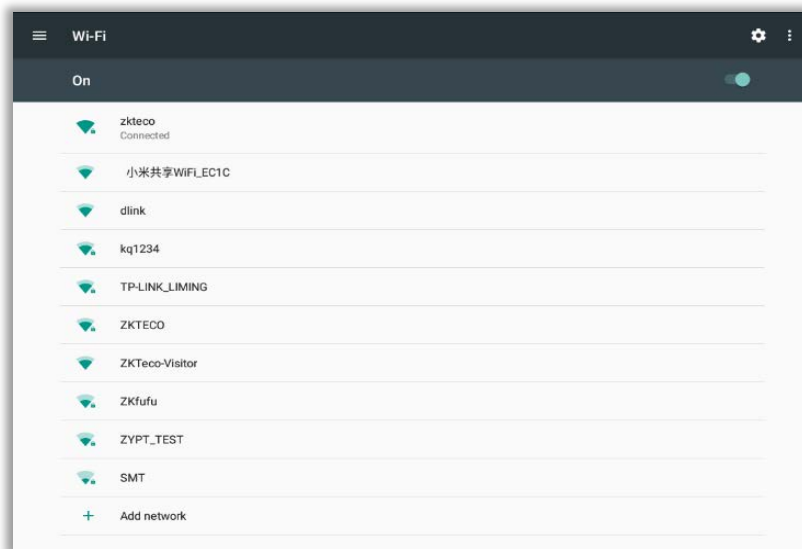 Wi-Fi
On
zkteco
Connected
小米共享WiFi_EC1C
dlink
kq1234
TP-LINK_LIMING
ZKTECO
ZKTeco-Visitor
ZKfufu
ZYPT_TEST
SMT
Add network